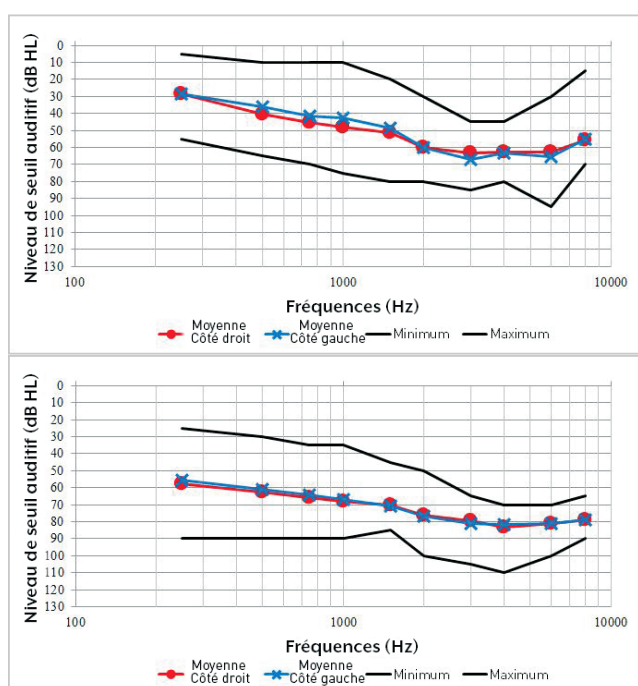 Niveau de seuil auditif (dB HL)
0
10
20
30
40
50
60
70
80
90
100
110
120
130
100 1000 10000
Fréquences (Hz)
Moyenne Côté droit
Moyenne Côté gauche
Minimum
Maximum
Niveau de seuil auditif (dB HL)
0
10
20
30
40
50
60
70
80
90
100
110
120
130
100 1000 10000
Fréquences (Hz)
Moyenne Côté droit
Moyenne Côté gauche
Minimum
Maximum